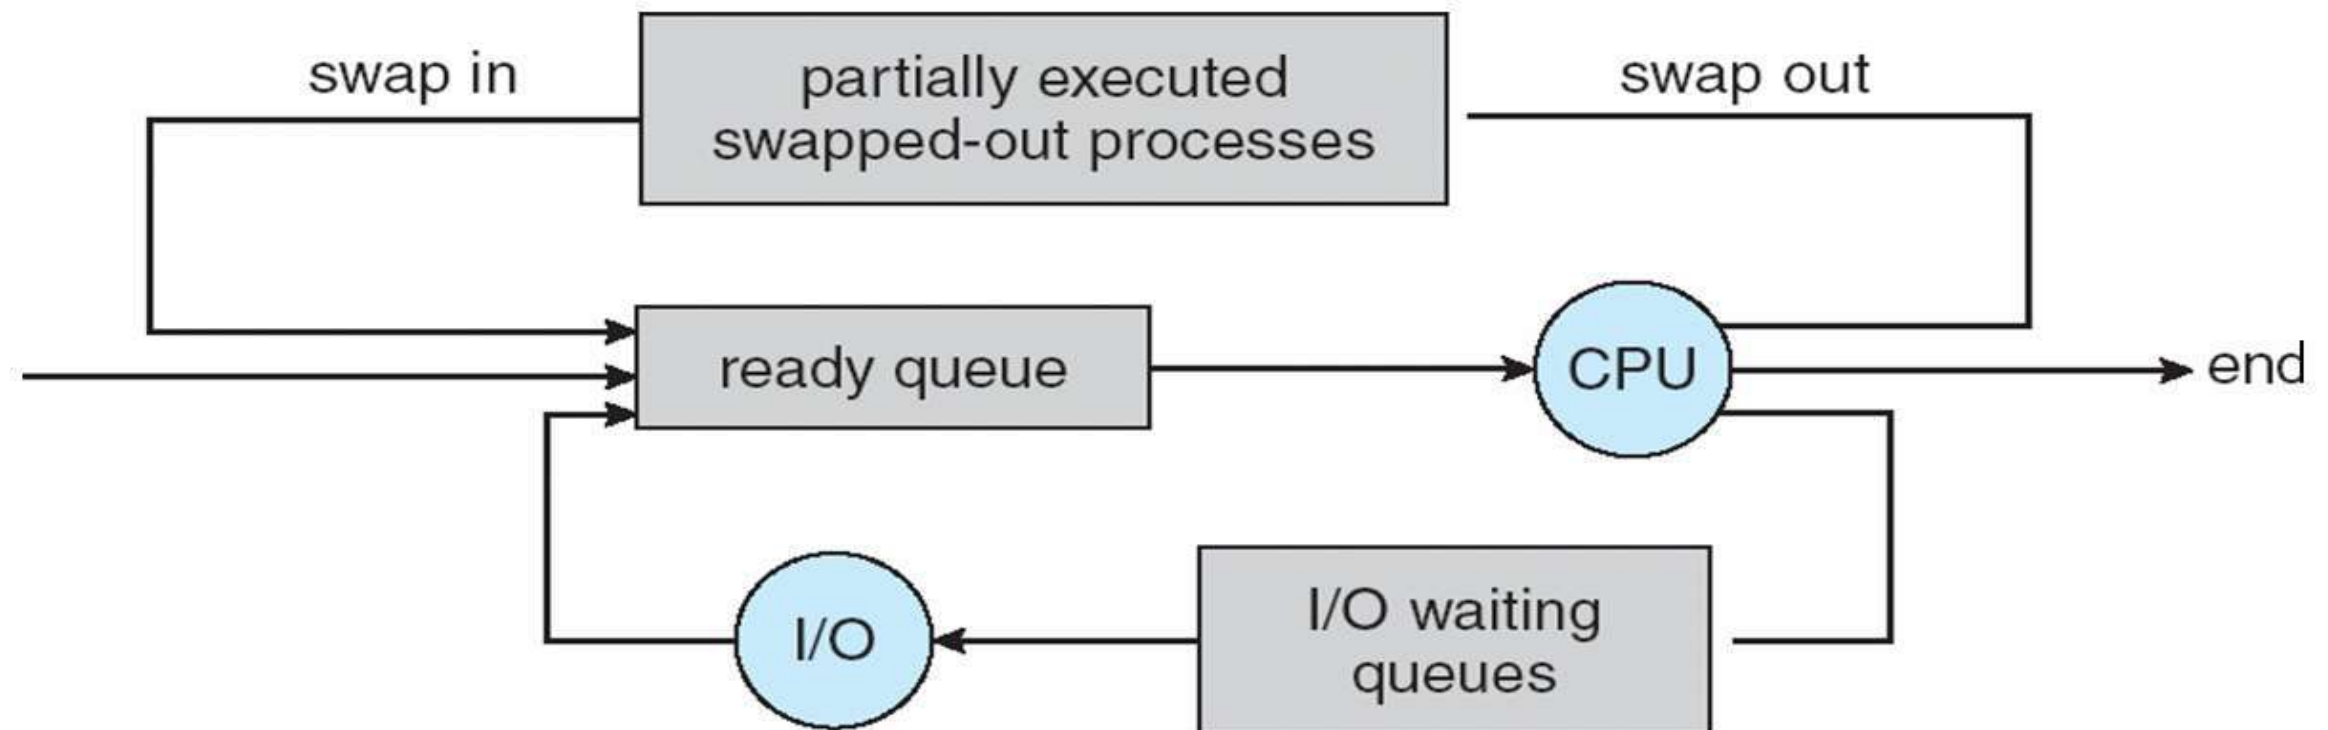 swap in
partially executed
swapped-out processes
swap out
ready queue
CPU
end
I/O
I/O waiting
queues